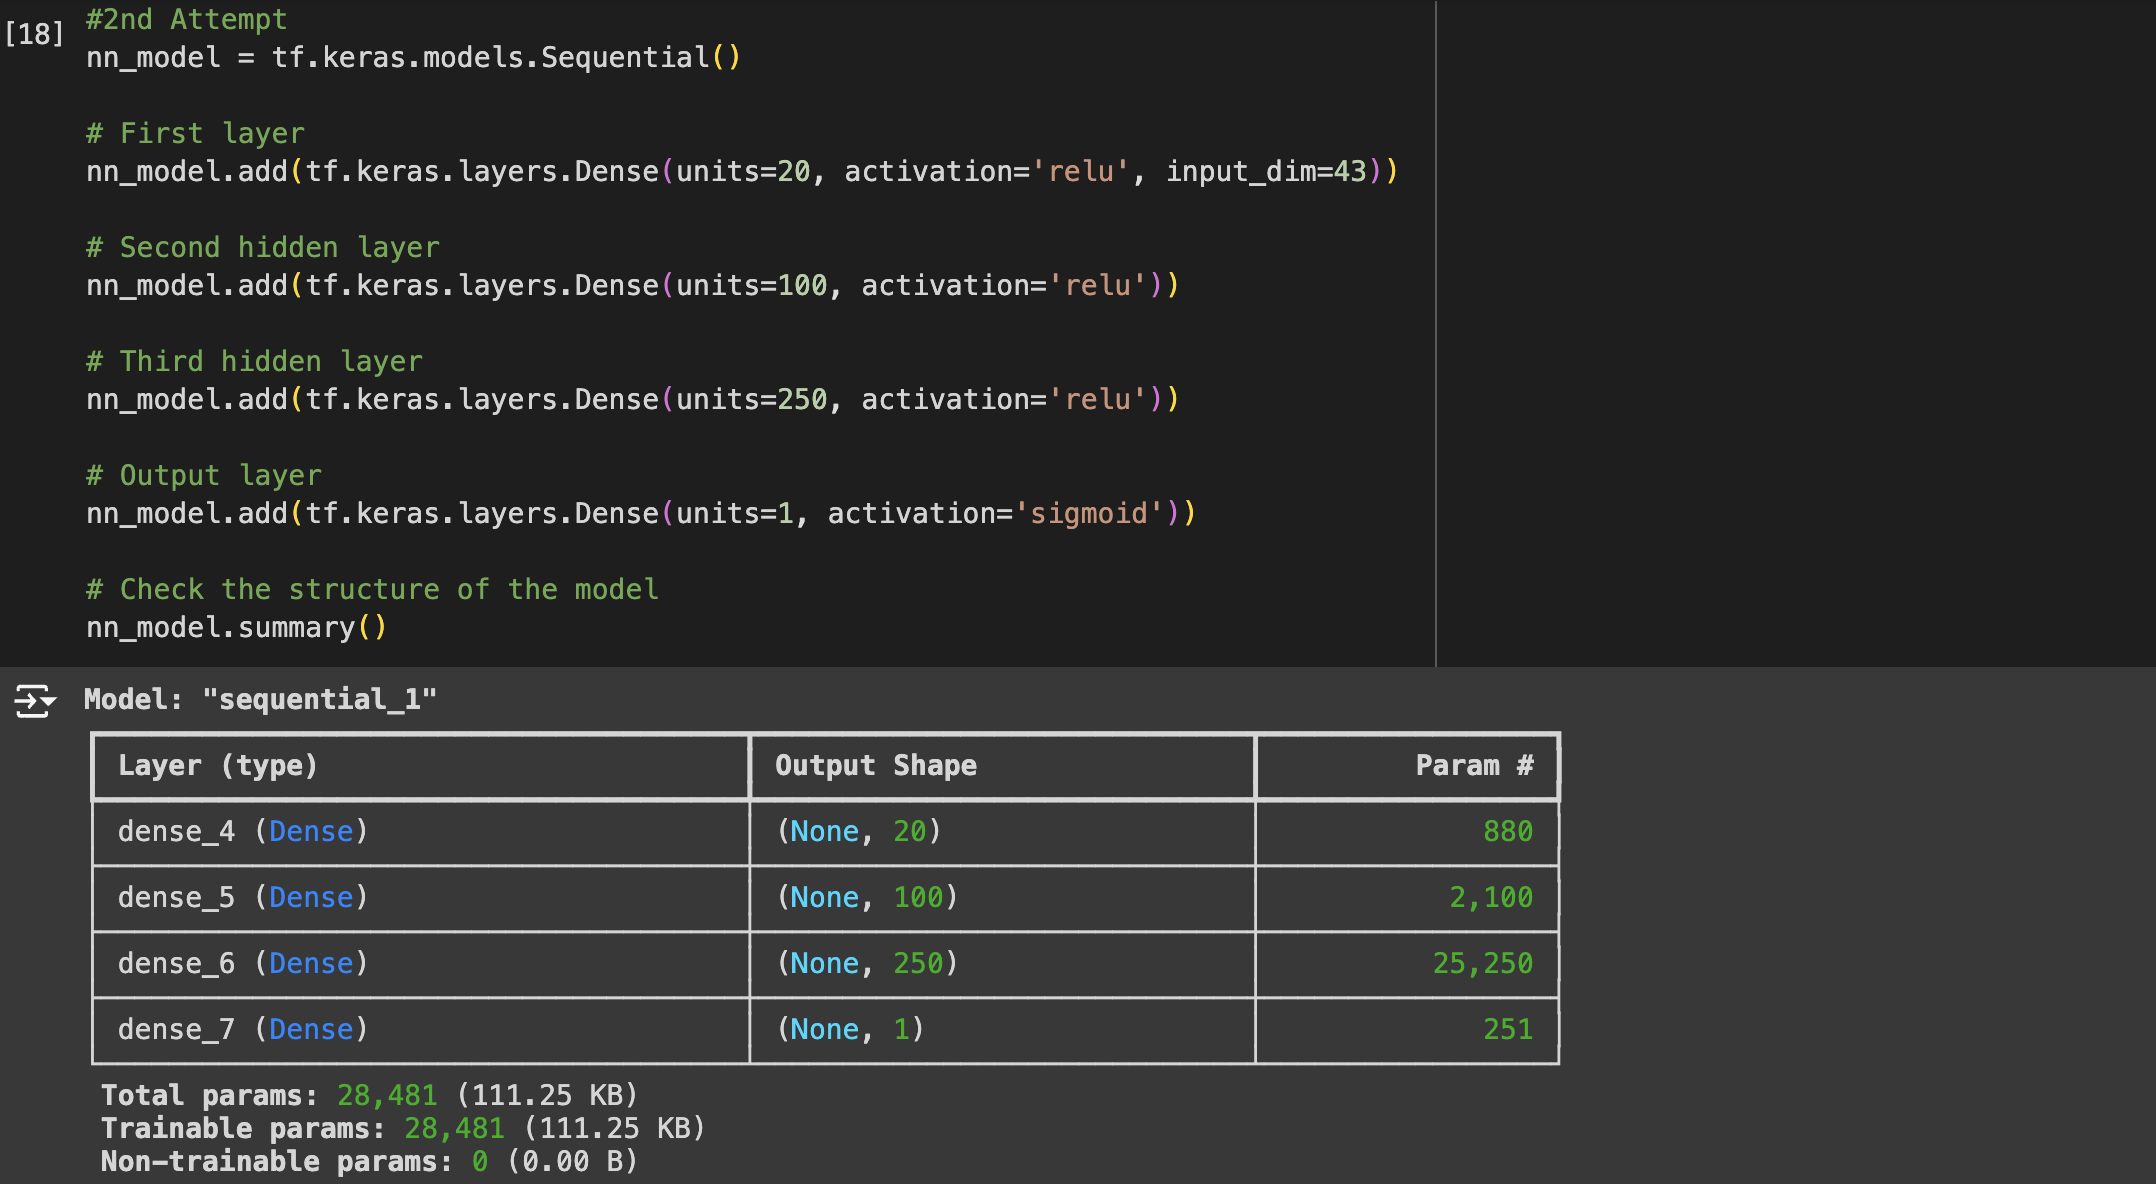 [18]
#2nd Attempt
nn_model = tf.keras.models.Sequential()
# First layer
nn_model.add(tf.keras.layers.Dense(units=20, activation='relu', input_dim=43))
# Second hidden layer
nn_model.add(tf.keras.layers.Dense(units=100, activation='relu'))
# Third hidden layer
nn_model.add(tf.keras.layers.Dense(units=250, activation='relu'))
# Output layer
nn_model.add(tf.keras.layers.Dense(units=1, activation='sigmoid'))
# Check the structure of the model
nn_model.summary()
Model: "sequential_1"
Layer (type) Output Shape Param #
dense_4 (Dense) (None, 20) 880
dense_5 (Dense) (None, 100) 2,100
dense_6 (Dense) (None, 250) 25,250
dense_7 (Dense) (None, 1) 251
Total params: 28,481 (111.25 KB)
Trainable params: 28,481 (111.25 KB)
Non-trainable params: 0 (0.00 B)